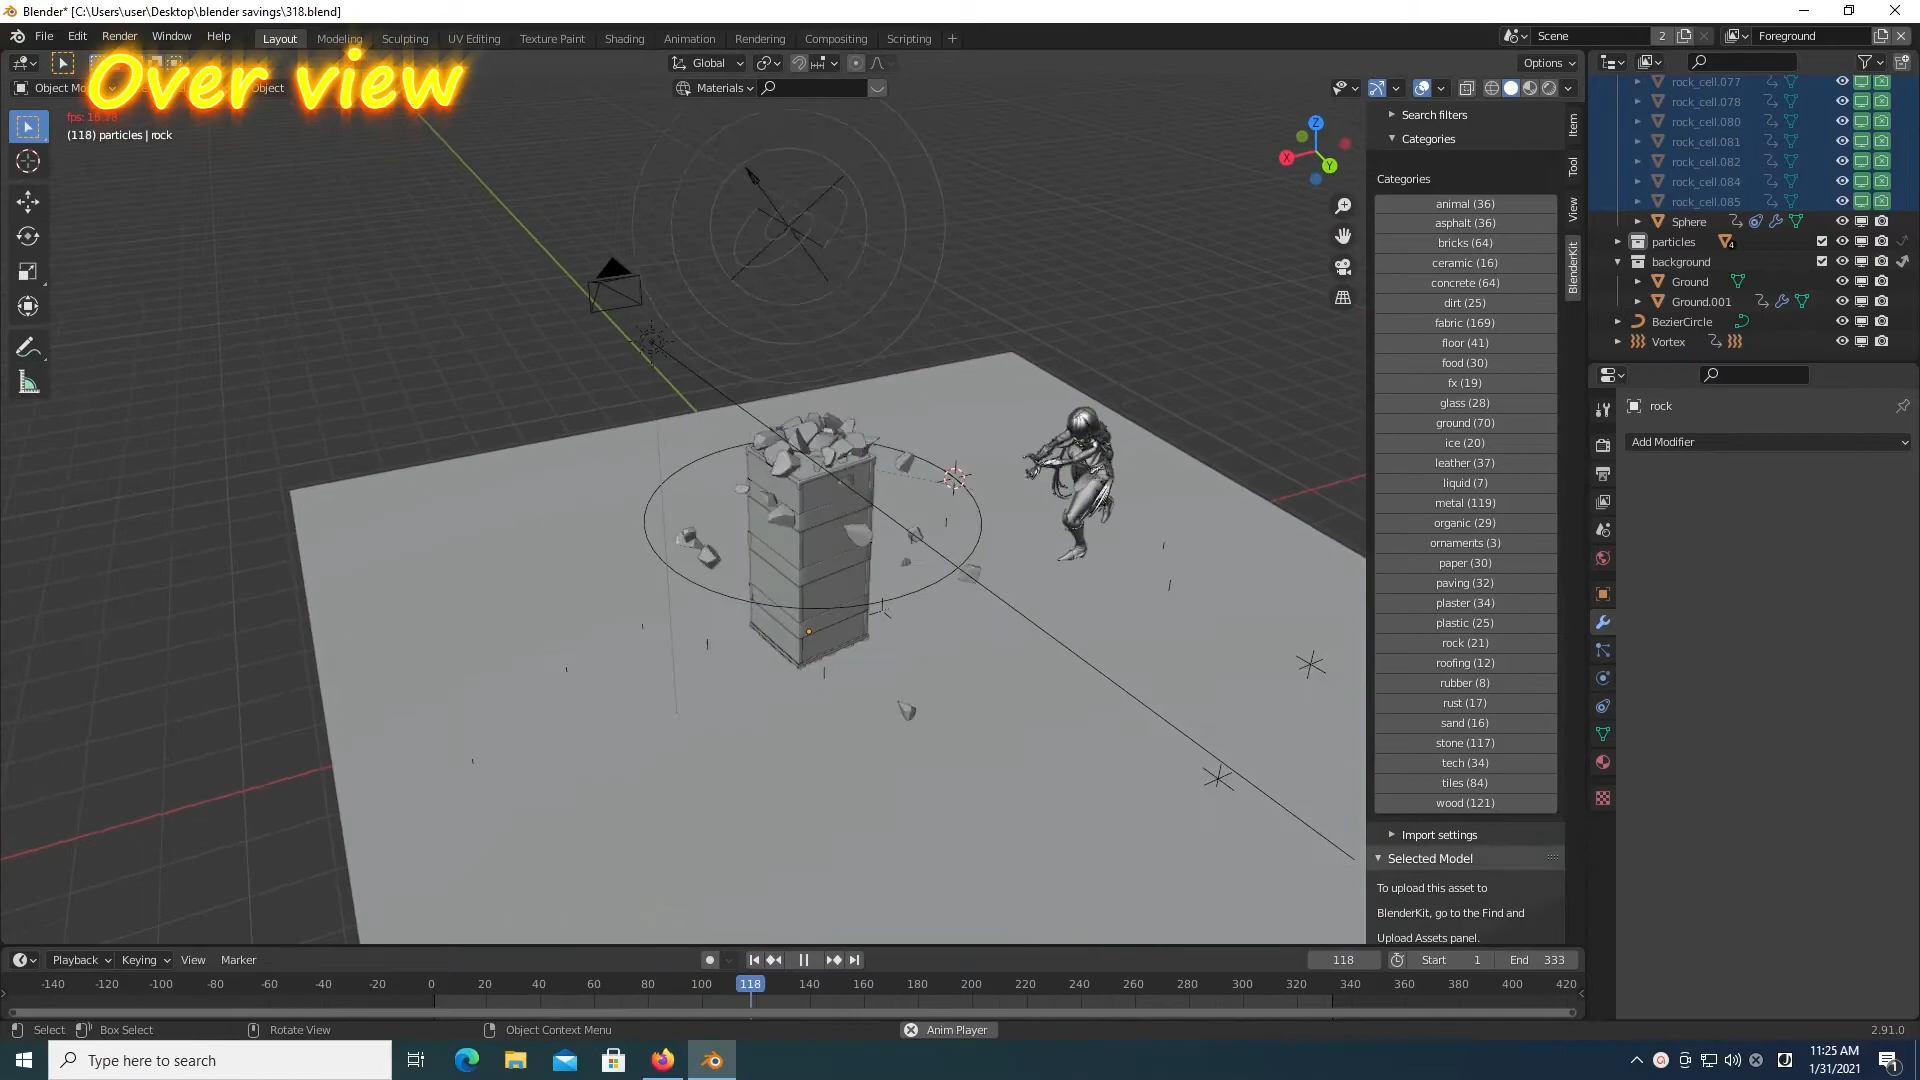 Blender* [C:\Users\user\Desktop\blender savings\318.blend]
File Edit Render Window Help
Layout Modeling Sculpting UV Editing Texture Paint Shading Animation Rendering Compositing Scripting
Scene 2 Foreground
Over view
Global
Options
Object Mo
Object
Materials
fps: 16.78
(118) particles | rock
Z
X
Y
Search filters
Categories
Categories
animal (36)
asphalt (36)
bricks (64)
ceramic (16)
concrete (64)
dirt (25)
fabric (169)
floor (41)
food (30)
fx (19)
glass (28)
ground (70)
ice (20)
leather (37)
liquid (7)
metal (119)
organic (29)
ornaments (3)
paper (30)
paving (32)
plaster (34)
plastic (25)
rock (21)
roofing (12)
rubber (8)
rust (17)
sand (16)
stone (117)
tech (34)
tiles (84)
wood (121)
Import settings
Selected Model
To upload this asset to
BlenderKit, go to the Find and
Upload Assets panel.
Item
Tool
View
BlenderKit
rock_cell.077
rock_cell.078
rock_cell.080
rock_cell.081
rock_cell.082
rock_cell.084
rock_cell.085
Sphere
particles 4
background
Ground
Ground.001
BezierCircle
Vortex
rock
Add Modifier
Playback Keying View Marker
118 Start 1 End 333
-140 -120 -100 -80 -60 -40 -20 0 20 40 60 80 100 118 140 160 180 200 220 240 260 280 300 320 340 360 380 400 420
Select Box Select Rotate View Object Context Menu Anim Player 2.91.0
Type here to search
11:25 AM
1/31/2021
1